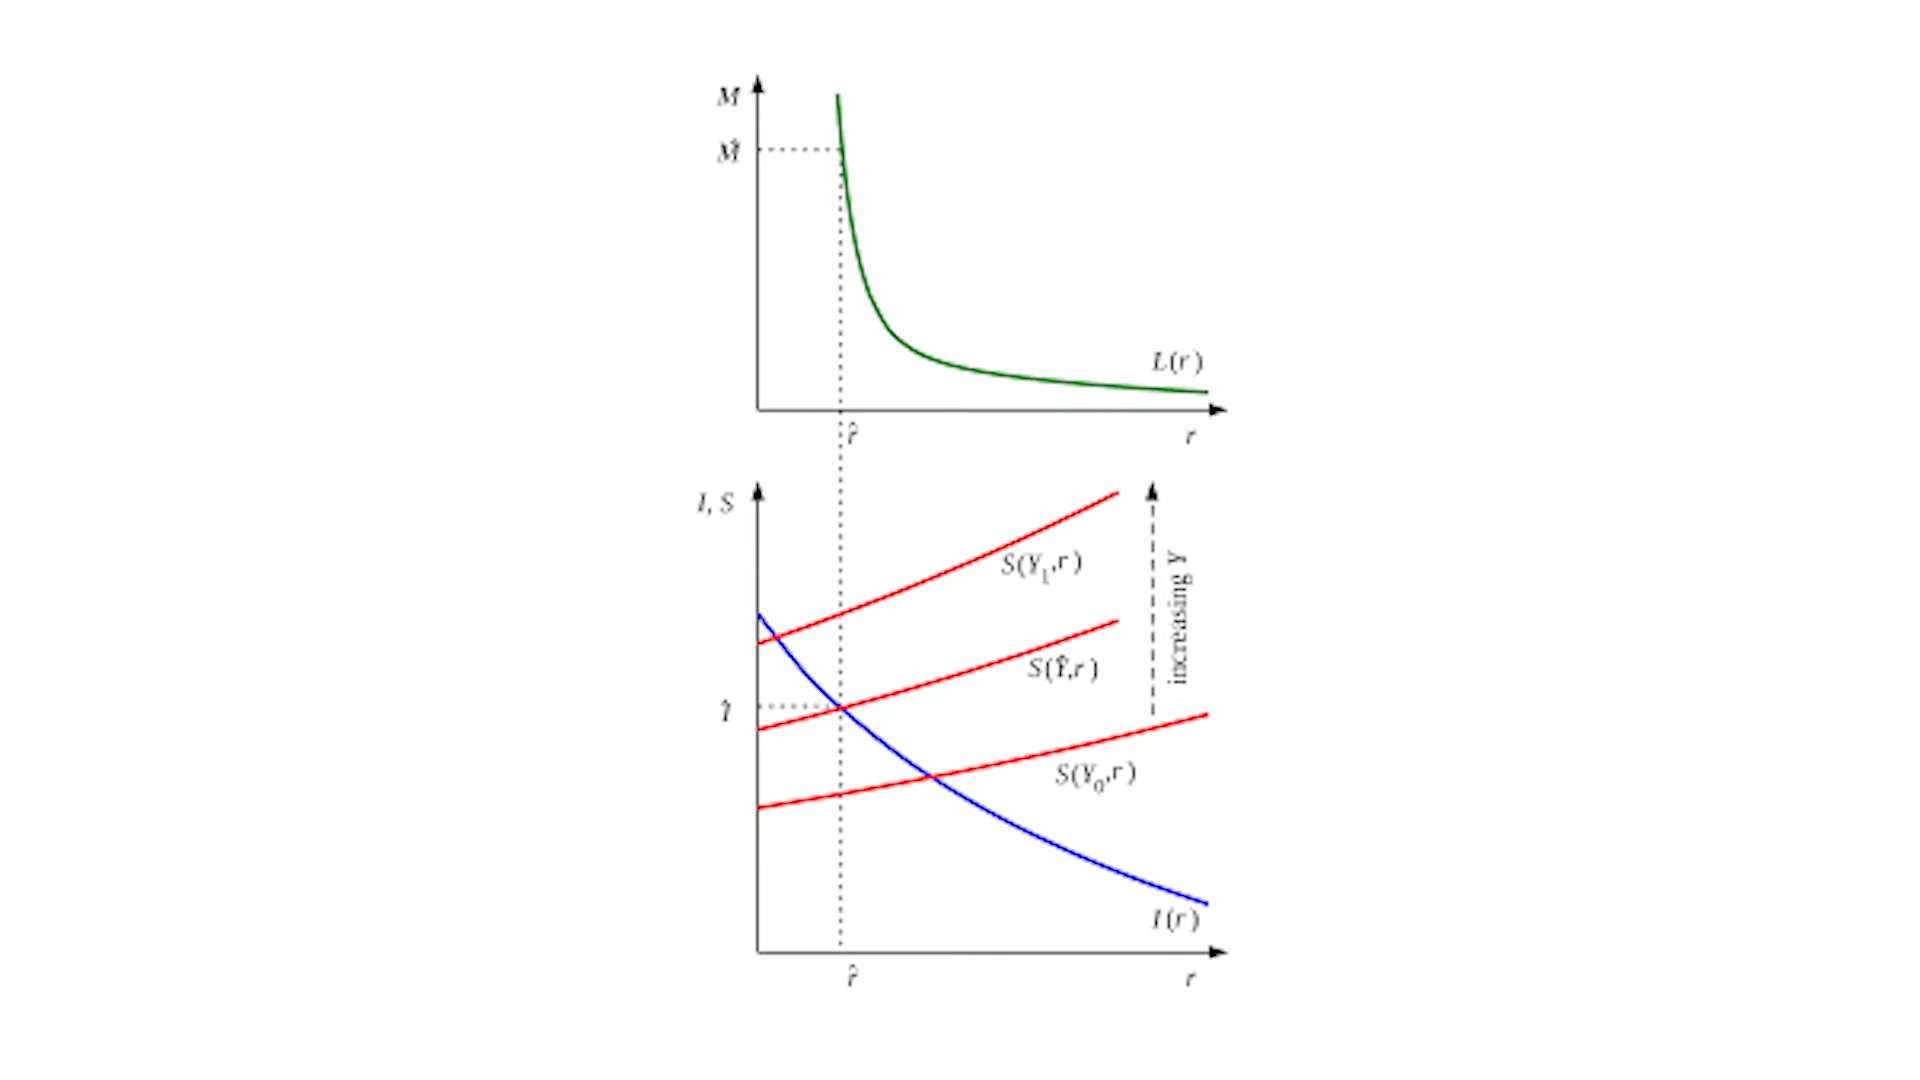 M
M̂
L(r)
r̂
r
I, S
S(Y₁,r)
S(Ŷ,r)
increasing Y
Î
S(Y₀,r)
I(r)
r̂
r